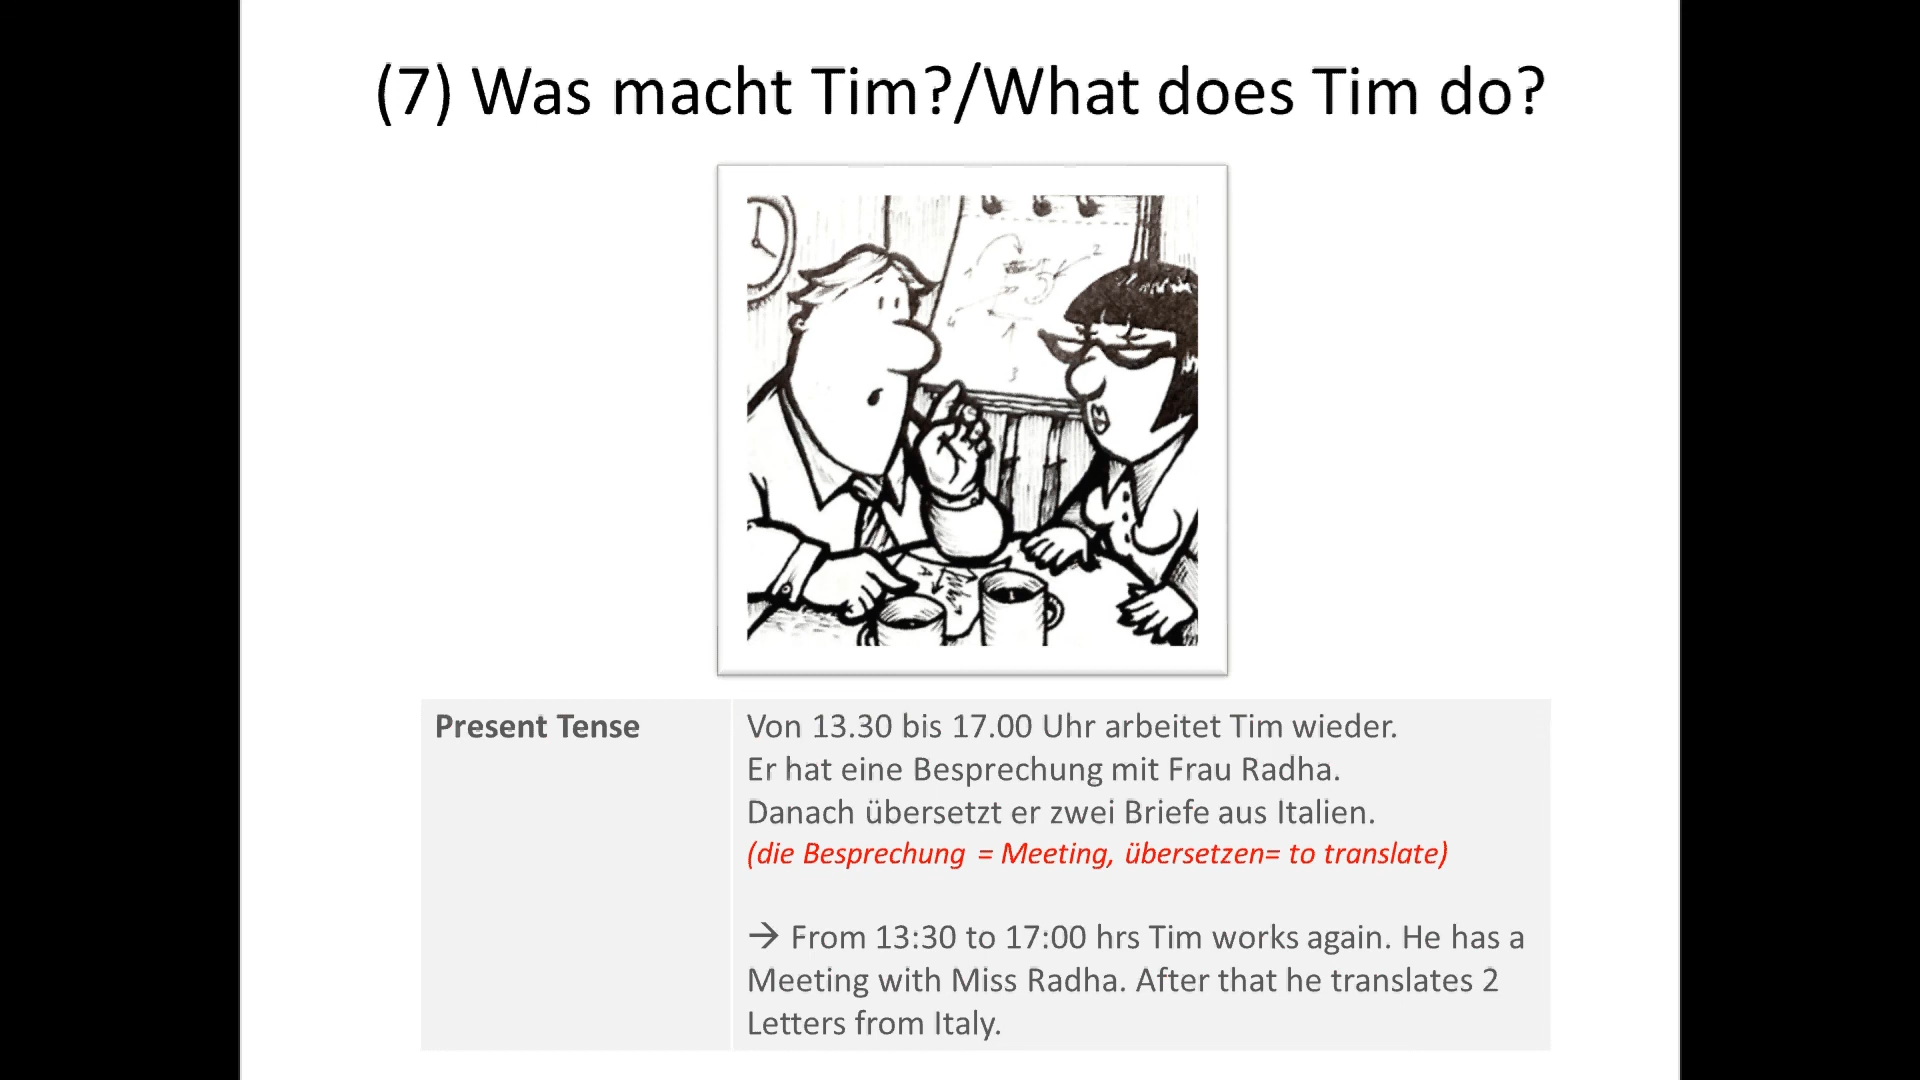 (7) Was macht Tim?/What does Tim do?
2
3
Present Tense
Von 13.30 bis 17.00 Uhr arbeitet Tim wieder.
Er hat eine Besprechung mit Frau Radha.
Danach übersetzt er zwei Briefe aus Italien.
(die Besprechung = Meeting, übersetzen= to translate)
→ From 13:30 to 17:00 hrs Tim works again. He has a
Meeting with Miss Radha. After that he translates 2
Letters from Italy.